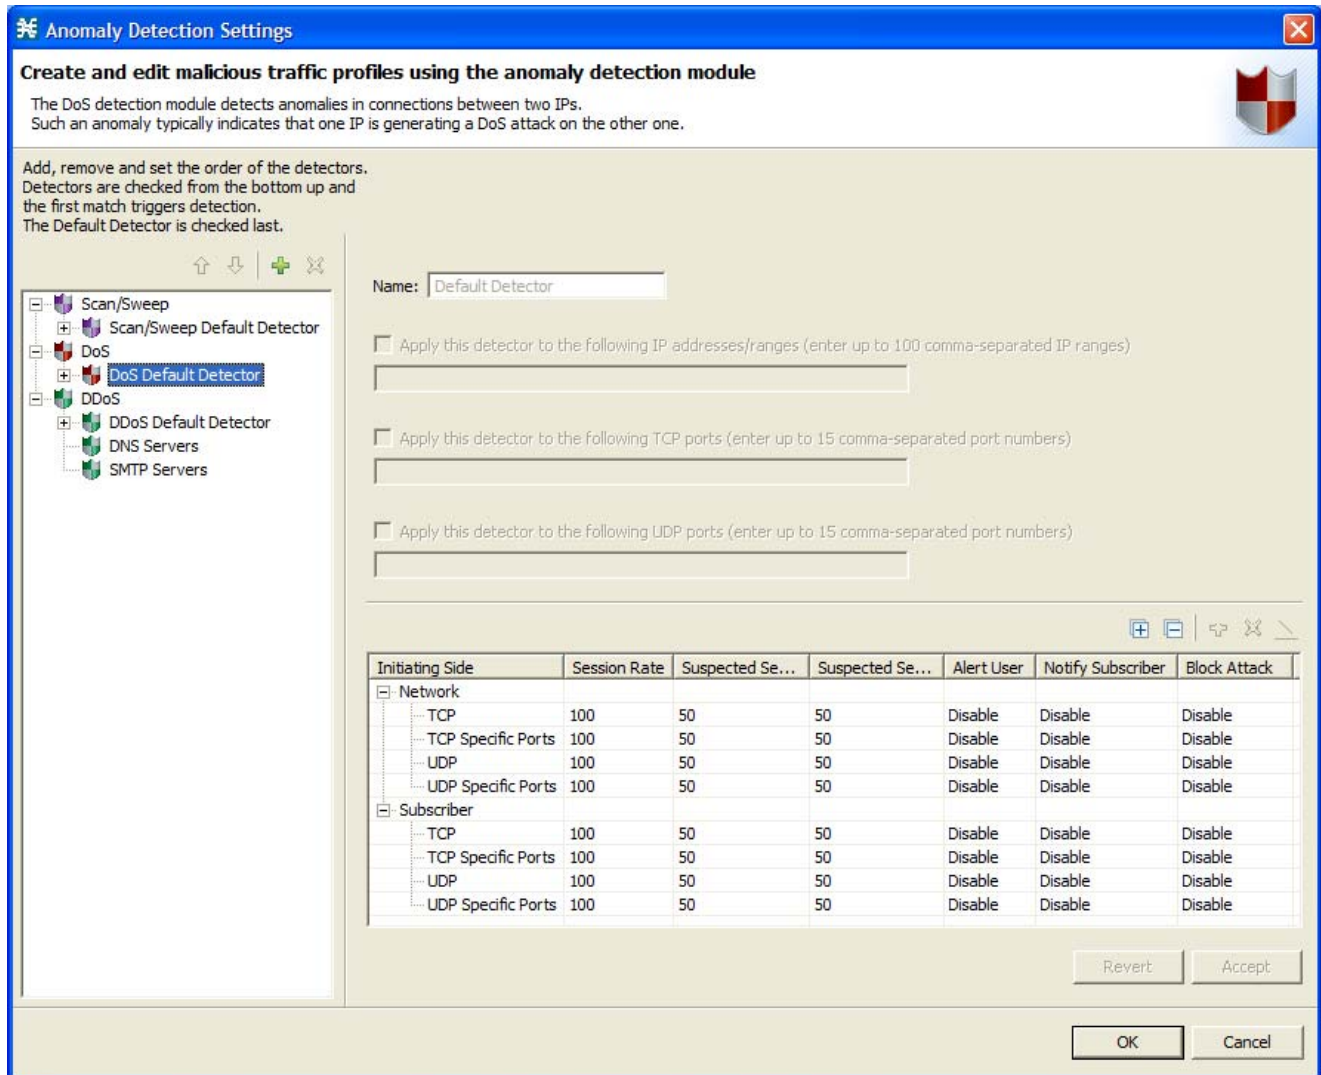 Anomaly Detection Settings
Create and edit malicious traffic profiles using the anomaly detection module
The DoS detection module detects anomalies in connections between two IPs.
Such an anomaly typically indicates that one IP is generating a DoS attack on the other one.
Add, remove and set the order of the detectors.
Detectors are checked from the bottom up and
the first match triggers detection.
The Default Detector is checked last.
Scan/Sweep
Scan/Sweep Default Detector
DoS
DoS Default Detector
DDoS
DDoS Default Detector
DNS Servers
SMTP Servers
Name: Default Detector
Apply this detector to the following IP addresses/ranges (enter up to 100 comma-separated IP ranges)
Apply this detector to the following TCP ports (enter up to 15 comma-separated port numbers)
Apply this detector to the following UDP ports (enter up to 15 comma-separated port numbers)
Initiating Side Session Rate Suspected Se... Suspected Se... Alert User Notify Subscriber Block Attack
Network
TCP 100 50 50 Disable Disable Disable
TCP Specific Ports 100 50 50 Disable Disable Disable
UDP 100 50 50 Disable Disable Disable
UDP Specific Ports 100 50 50 Disable Disable Disable
Subscriber
TCP 100 50 50 Disable Disable Disable
TCP Specific Ports 100 50 50 Disable Disable Disable
UDP 100 50 50 Disable Disable Disable
UDP Specific Ports 100 50 50 Disable Disable Disable
Revert Accept
OK Cancel